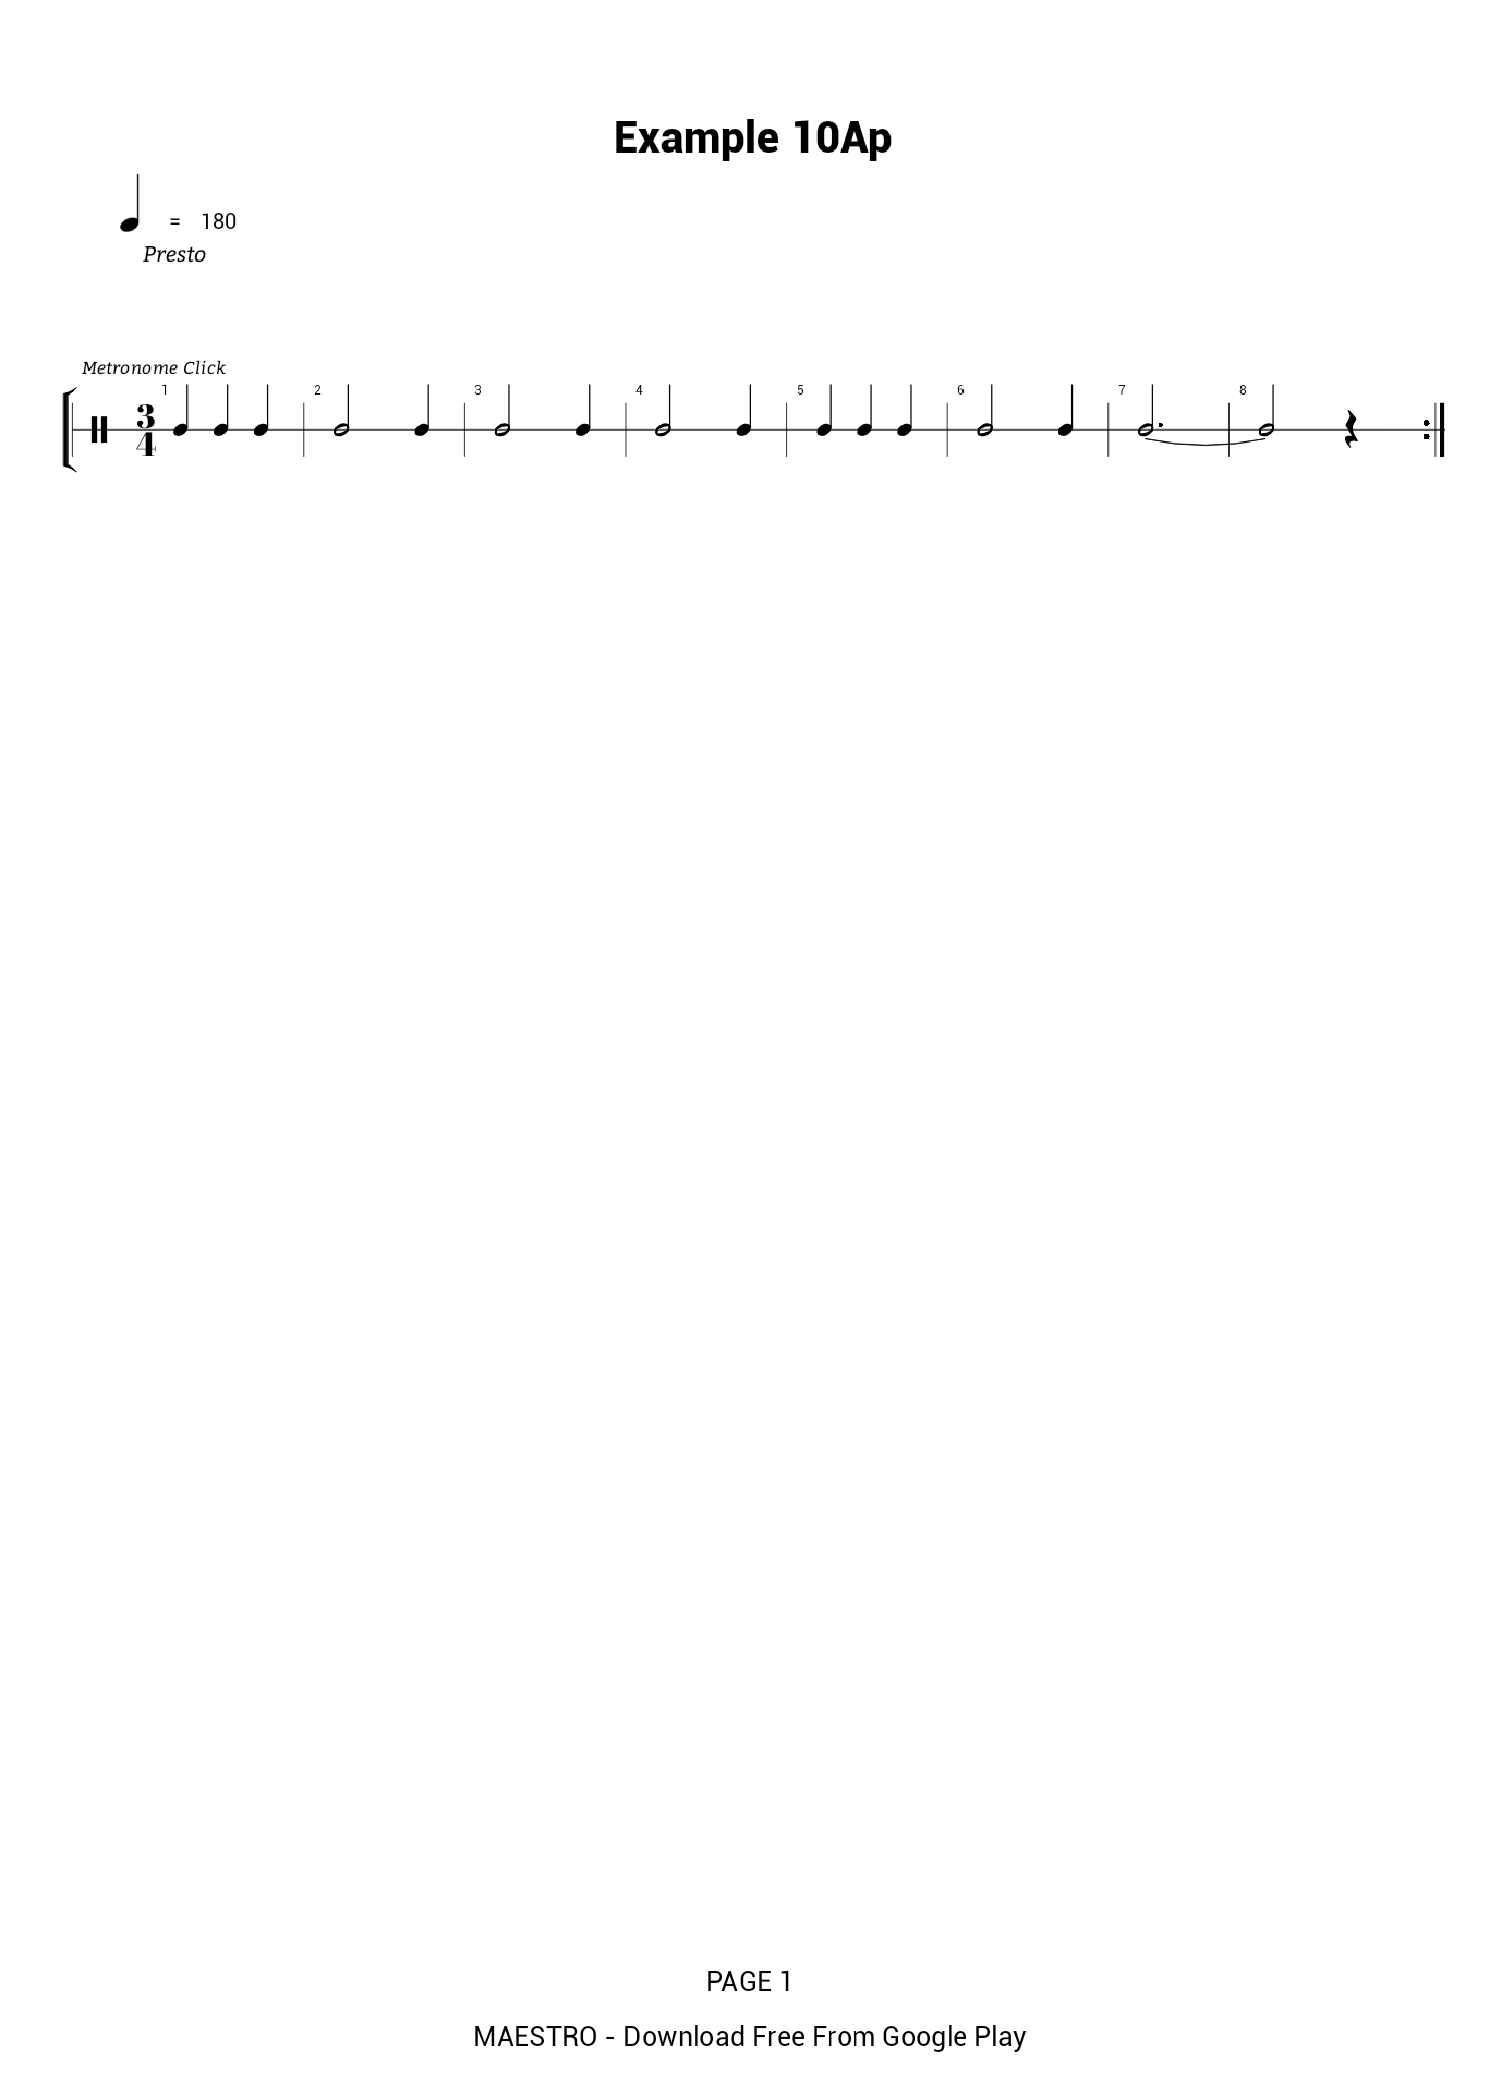 Example 10Ap
= 180
Presto
Metronome Click
1 2 3 4 5 6 7 8
3
4
PAGE 1
MAESTRO - Download Free From Google Play